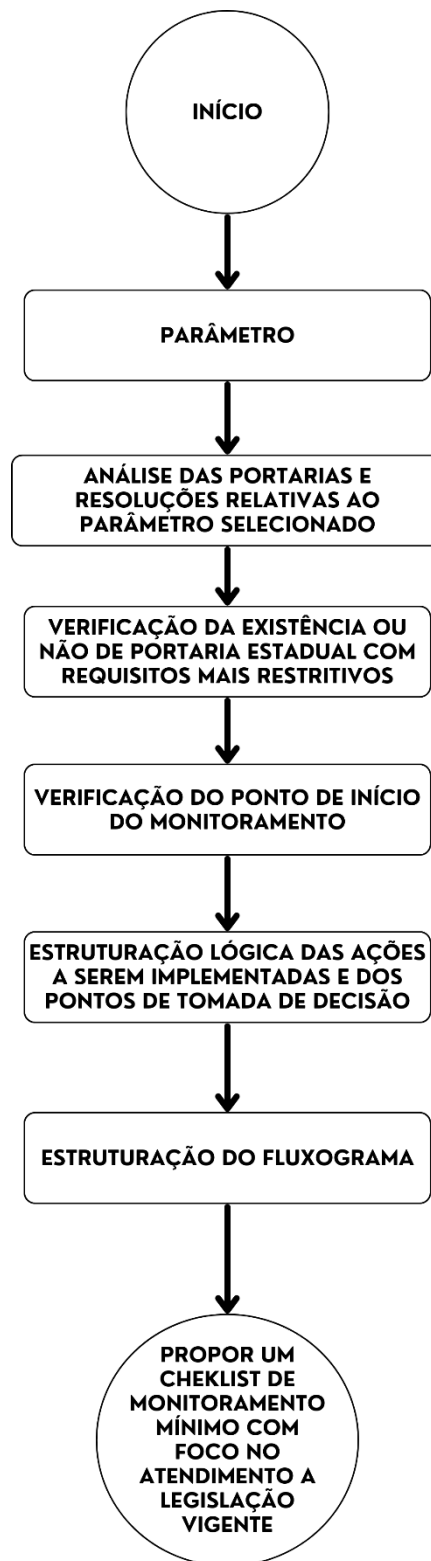 INÍCIO
PARÂMETRO
ANÁLISE DAS PORTARIAS E
RESOLUÇÕES RELATIVAS AO
PARÂMETRO SELECIONADO
VERIFICAÇÃO DA EXISTÊNCIA OU
NÃO DE PORTARIA ESTADUAL COM
REQUISITOS MAIS RESTRITIVOS
VERIFICAÇÃO DO PONTO DE INÍCIO
DO MONITORAMENTO
ESTRUTURAÇÃO LÓGICA DAS AÇÕES
A SEREM IMPLEMENTADAS E DOS
PONTOS DE TOMADA DE DECISÃO
ESTRUTURAÇÃO DO FLUXOGRAMA
PROPOR UM
CHEKLIST DE
MONITORAMENTO
MÍNIMO COM
FOCO NO
ATENDIMENTO A
LEGISLAÇÃO
VIGENTE